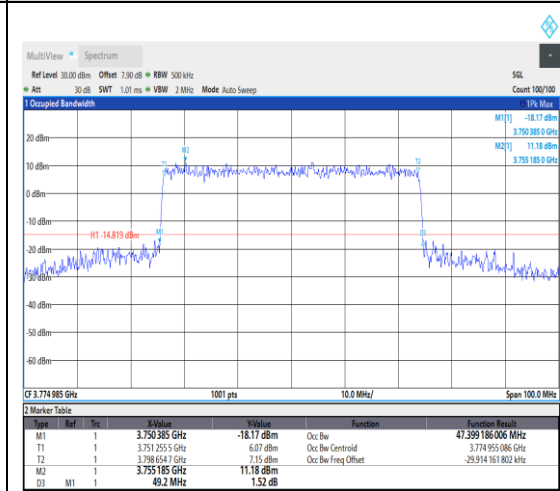 MultiView Spectrum
Ref Level 30.00 dBm Offset 7.90 dB RBW 500 kHz SGL
Att 30 dB SWT 1.01 ms VBW 2 MHz Mode Auto Sweep Count 100/100
1 Occupied Bandwidth 1Pk Max
M1[1] -18.17 dBm
3.750 385 0 GHz
M2[1] 11.18 dBm
3.755 185 0 GHz
20 dBm
M2
T1
T2
10 dBm
0 dBm
-10 dBm
H1 -14.819 dBm
M1
D3
-20 dBm
-30 dBm
-40 dBm
-50 dBm
-60 dBm
CF 3.774 985 GHz 1001 pts 10.0 MHz/ Span 100.0 MHz
2 Marker Table
Type Ref Trc X-Value Y-Value Function Function Result
M1 1 3.750 385 GHz -18.17 dBm Occ Bw 47.399 186 006 MHz
T1 1 3.751 255 5 GHz 6.07 dBm Occ Bw Centroid 3.774 955 086 GHz
T2 1 3.798 654 7 GHz 7.15 dBm Occ Bw Freq Offset -29.914 161 802 kHz
M2 1 3.755 185 GHz 11.18 dBm
D3 M1 1 49.2 MHz 1.52 dB